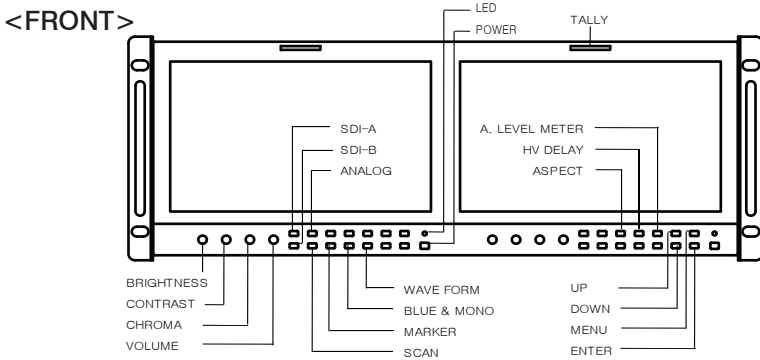 <FRONT>
LED
POWER
TALLY
SDI-A
SDI-B
ANALOG
A. LEVEL METER
HV DELAY
ASPECT
BRIGHTNESS
CONTRAST
CHROMA
VOLUME
WAVE FORM
BLUE & MONO
MARKER
SCAN
UP
DOWN
MENU
ENTER